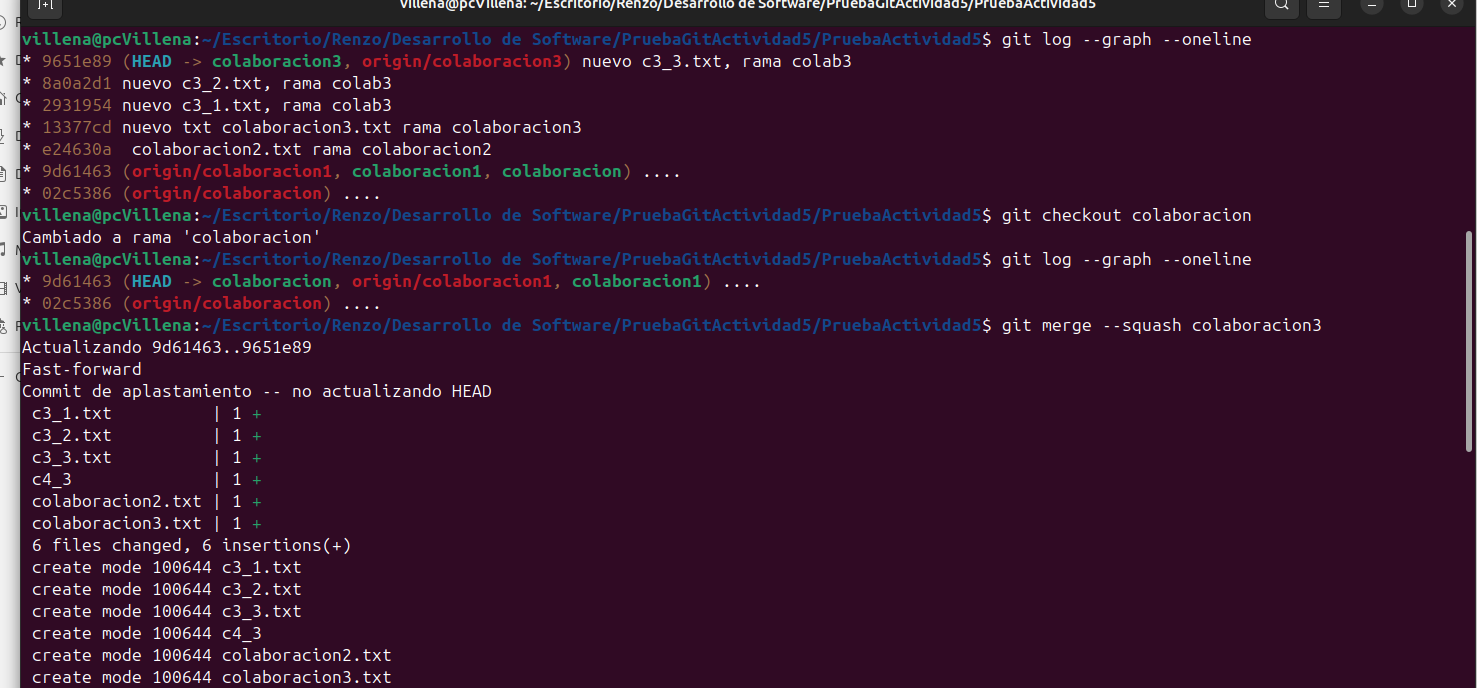 villena@pcVillena: ~/Escritorio/Renzo/Desarrollo de Software/PruebaGitActividad5/PruebaActividad5
villena@pcVillena:~/Escritorio/Renzo/Desarrollo de Software/PruebaGitActividad5/PruebaActividad5$ git log --graph --oneline
* 9651e89 (HEAD -> colaboracion3, origin/colaboracion3) nuevo c3_3.txt, rama colab3
* 8a0a2d1 nuevo c3_2.txt, rama colab3
* 2931954 nuevo c3_1.txt, rama colab3
* 13377cd nuevo txt colaboracion3.txt rama colaboracion3
* e24630a  colaboracion2.txt rama colaboracion2
* 9d61463 (origin/colaboracion1, colaboracion1, colaboracion) ....
* 02c5386 (origin/colaboracion) ....
villena@pcVillena:~/Escritorio/Renzo/Desarrollo de Software/PruebaGitActividad5/PruebaActividad5$ git checkout colaboracion
Cambiado a rama 'colaboracion'
villena@pcVillena:~/Escritorio/Renzo/Desarrollo de Software/PruebaGitActividad5/PruebaActividad5$ git log --graph --oneline
* 9d61463 (HEAD -> colaboracion, origin/colaboracion1, colaboracion1) ....
* 02c5386 (origin/colaboracion) ....
villena@pcVillena:~/Escritorio/Renzo/Desarrollo de Software/PruebaGitActividad5/PruebaActividad5$ git merge --squash colaboracion3
Actualizando 9d61463..9651e89
Fast-forward
Commit de aplastamiento -- no actualizando HEAD
 c3_1.txt          | 1 +
 c3_2.txt          | 1 +
 c3_3.txt          | 1 +
 c4_3              | 1 +
 colaboracion2.txt | 1 +
 colaboracion3.txt | 1 +
 6 files changed, 6 insertions(+)
 create mode 100644 c3_1.txt
 create mode 100644 c3_2.txt
 create mode 100644 c3_3.txt
 create mode 100644 c4_3
 create mode 100644 colaboracion2.txt
 create mode 100644 colaboracion3.txt